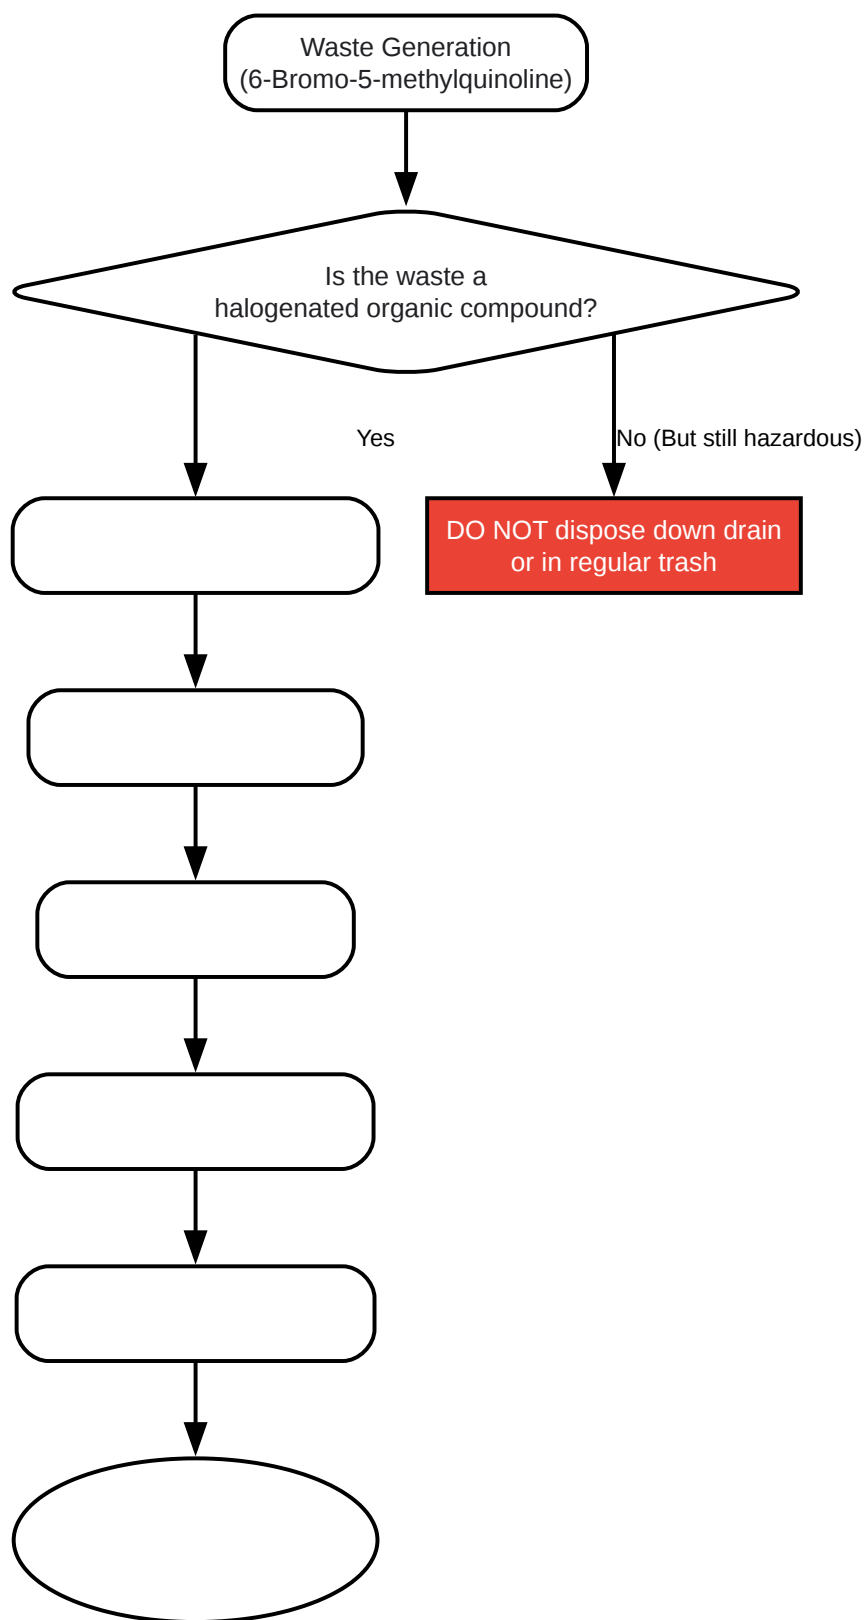 Waste Generation
(6-Bromo-5-methylquinoline)
Is the waste a
halogenated organic compound?
Yes
No (But still hazardous)
DO NOT dispose down drain
or in regular trash